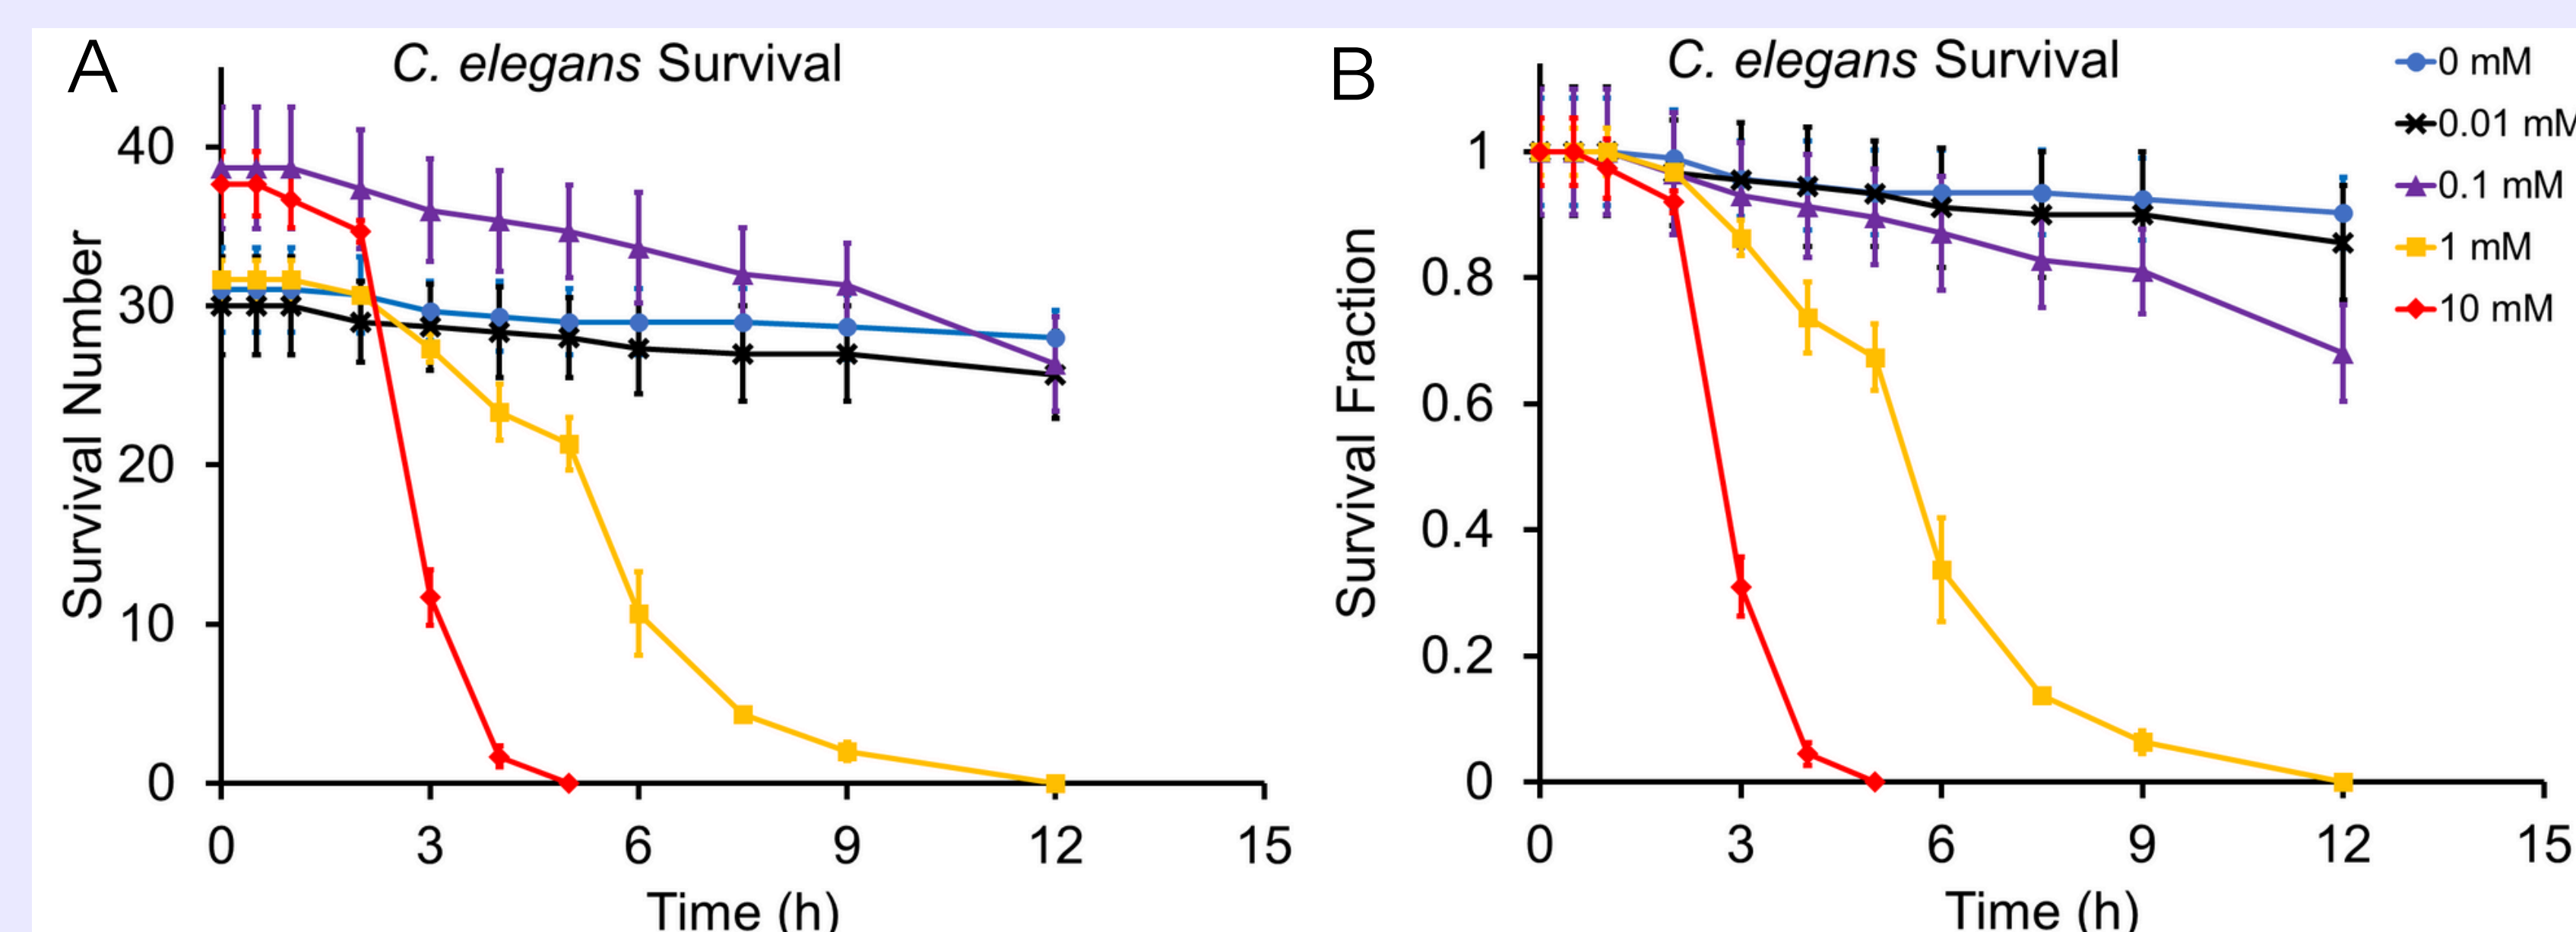 A
C. elegans Survival
Survival Number
40
30
20
10
0
0 3 6 9 12 15
Time (h)
B
C. elegans Survival
Survival Fraction
1
0.8
0.6
0.4
0.2
0
0 3 6 9 12 15
Time (h)
0 mM
0.01 mM
0.1 mM
1 mM
10 mM